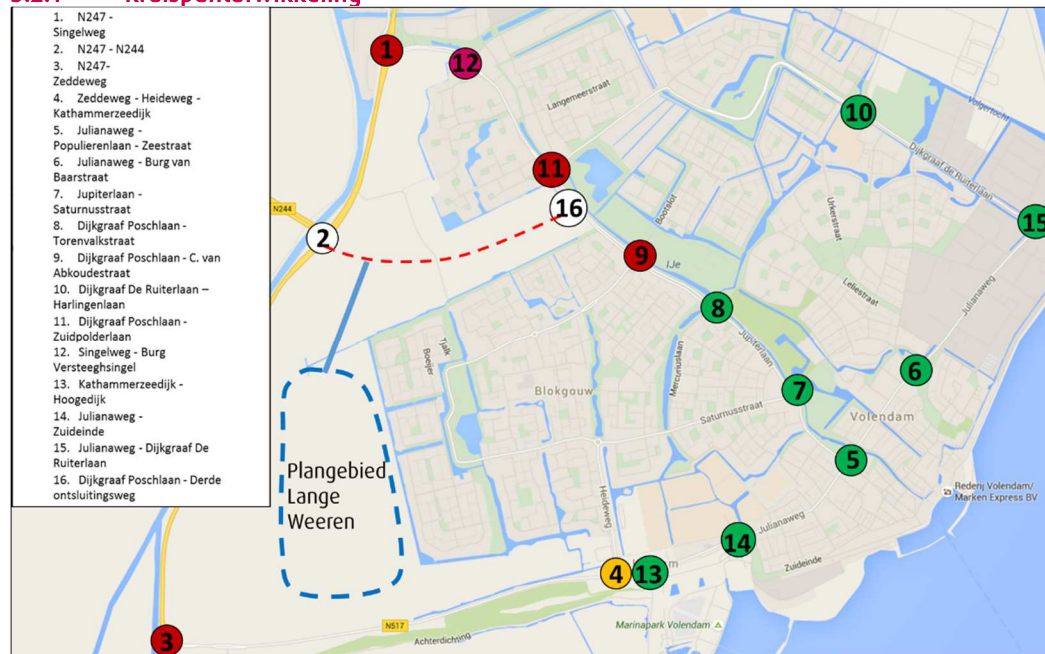 1. N247 -
Singelweg
2. N247 - N244
3. N247-
Zeddeweg
4. Zeddeweg - Heideweg -
Kathammerzeedijk
5. Julianaweg -
Populierenlaan - Zeestraat
6. Julianaweg - Burg van
Baarstraat
7. Jupiterlaan -
Saturnusstraat
8. Dijkgraaf Poschlaan -
Torenvalkstraat
9. Dijkgraaf Poschlaan - C. van
Abkoudestraat
10. Dijkgraaf De Ruiterlaan –
Harlingenlaan
11. Dijkgraaf Poschlaan -
Zuidpolderlaan
12. Singelweg - Burg
Versteeghsingel
13. Kathammerzeedijk -
Hoogedijk
14. Julianaweg -
Zuideinde
15. Julianaweg - Dijkgraaf De
Ruiterlaan
16. Dijkgraaf Poschlaan - Derde
ontsluitingsweg
1
12
Langemeerstraat
10
Volgertocht
Dijkgraaf de Ruiterlaan
11
16
N244
2
Bootslot
Urkerstraat
15
9
IJe
Leliestraat
Julianaweg
8
Jupiterlaan
Tjalk
Boeijer
Mercuriuslaan
6
Blokgouw
7
Saturnusstraat
Volendam
5
Plangebied
Lange
Weeren
Heideweg
Rederij Volendam/
Marken Express BV
Julianaweg
14
Zuideinde
4
13
N517
Marinapark Volendam
3
Achterdichting